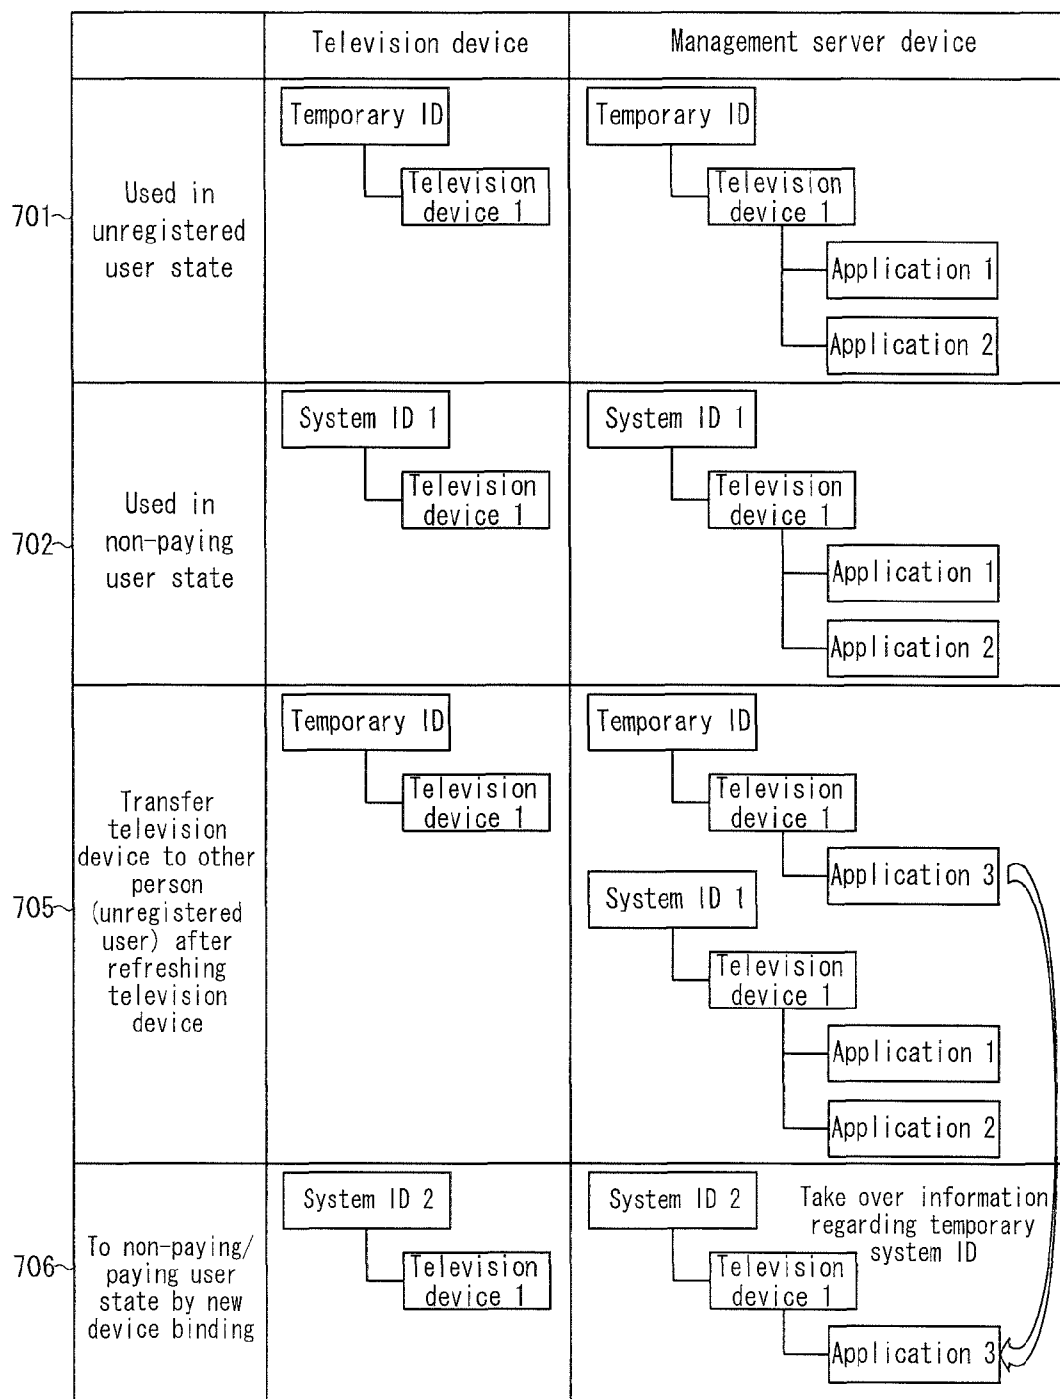 Television device
Management server device
701
Used in
unregistered
user state
Temporary ID
Television
device 1
Temporary ID
Television
device 1
Application 1
Application 2
702
Used in
non-paying
user state
System ID 1
Television
device 1
System ID 1
Television
device 1
Application 1
Application 2
705
Transfer
television
device to other
person
(unregistered
user) after
refreshing
television
device
Temporary ID
Television
device 1
Temporary ID
Television
device 1
Application 3
System ID 1
Television
device 1
Application 1
Application 2
706
To non-paying/
paying user
state by new
device binding
System ID 2
Television
device 1
System ID 2
Television
device 1
Application 3
Take over information
regarding temporary
system ID